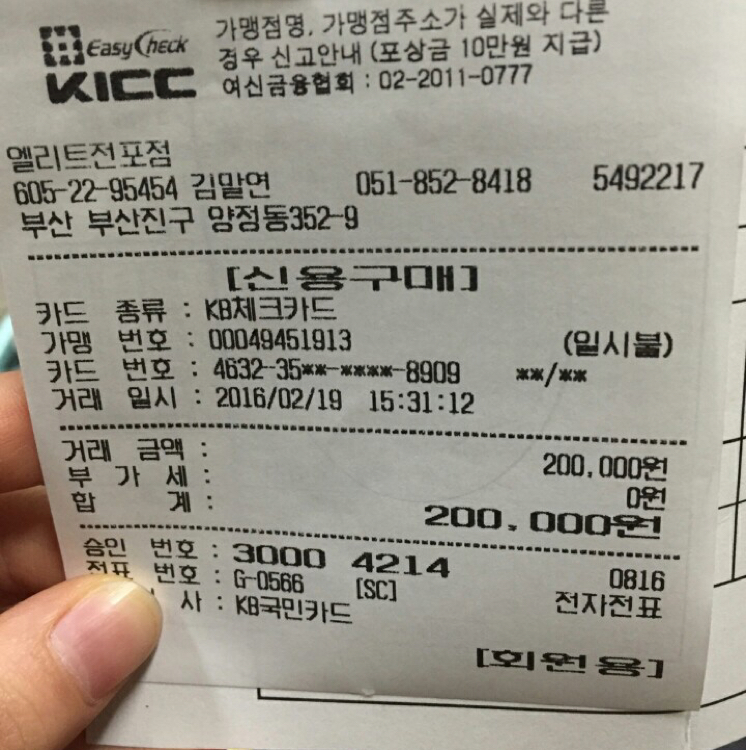 EasyCheck
KICC
가맹점명, 가맹점주소가 실제와 다른
경우 신고안내 (포상금 10만원 지급)
여신금융협회 : 02-2011-0777
엘리트전포점
605-22-95454 김말연 051-852-8418 5492217
부산 부산진구 양정동352-9
[신용구매]
카드 종류 : KB체크카드
가맹 번호 : 00049451913 (일시불)
카드 번호 : 4632-35**-****-8909 **/**
거래 일시 : 2016/02/19 15:31:12
거래 금액 : 200,000원
부 가 세 : 0원
합 계 : 200,000원
승인 번호 : 3000 4214 0816
전표 번호 : G-0566 [SC] 전자전표
사 : KB국민카드
[회원용]